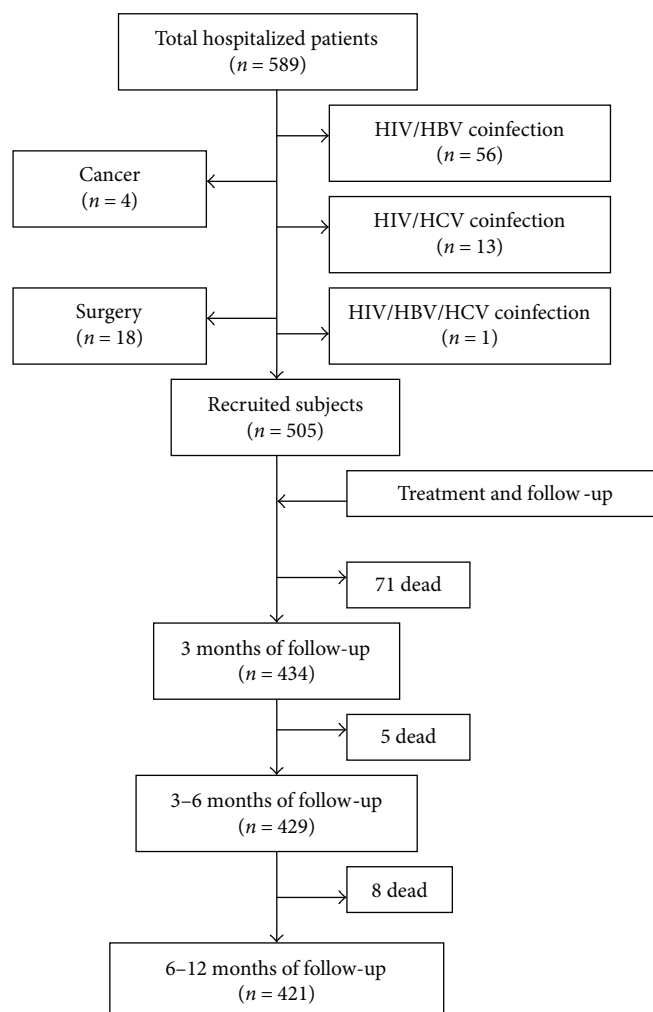 Total hospitalized patients
(n = 589)
HIV/HBV coinfection
(n = 56)
Cancer
(n = 4)
HIV/HCV coinfection
(n = 13)
Surgery
(n = 18)
HIV/HBV/HCV coinfection
(n = 1)
Recruited subjects
(n = 505)
Treatment and follow-up
71 dead
3 months of follow-up
(n = 434)
5 dead
3–6 months of follow-up
(n = 429)
8 dead
6–12 months of follow-up
(n = 421)